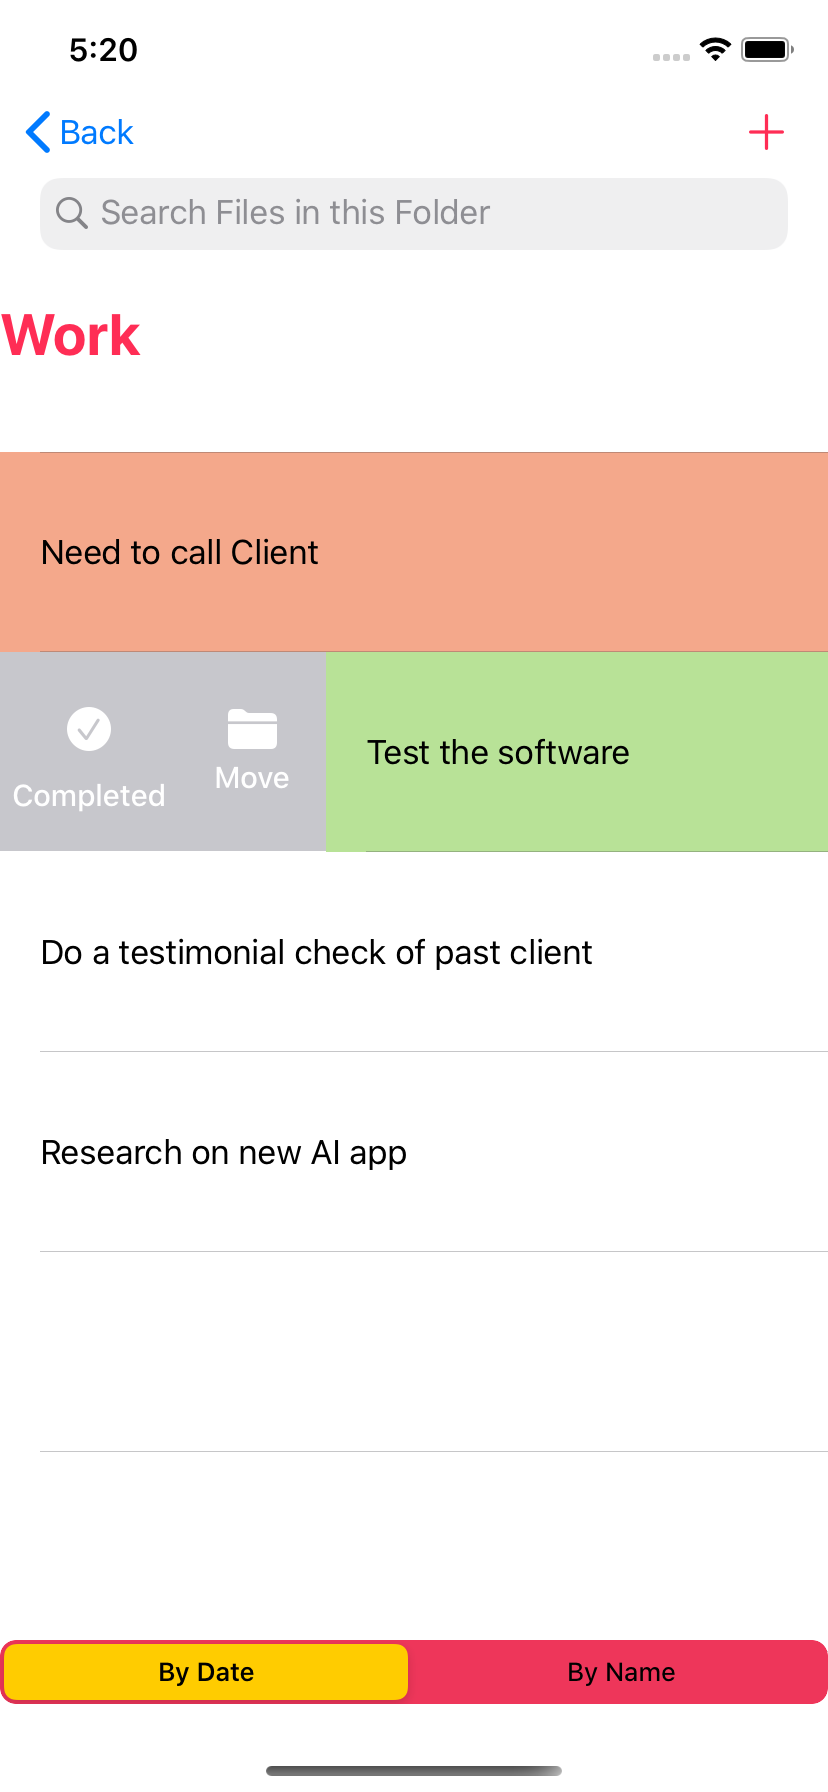 5:20
Back
Search Files in this Folder
Work
Need to call Client
Test the software
Completed
Move
Do a testimonial check of past client
Research on new AI app
By Date
By Name